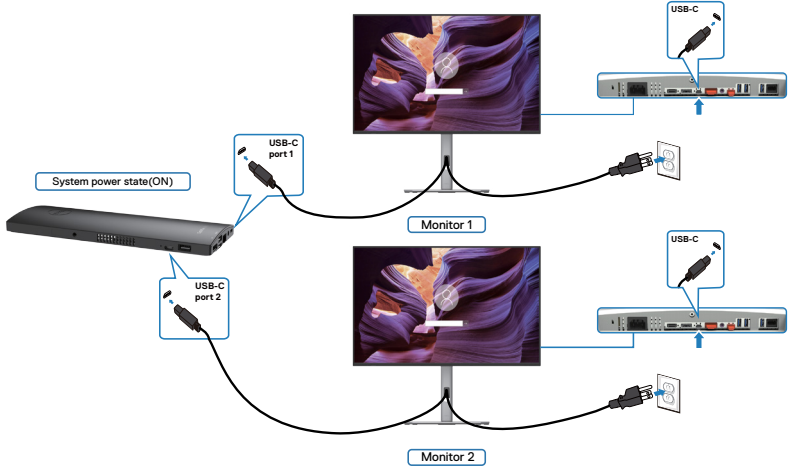 USB-C
USB-C
port 1
System power state(ON)
Monitor 1
USB-C
USB-C
port 2
Monitor 2